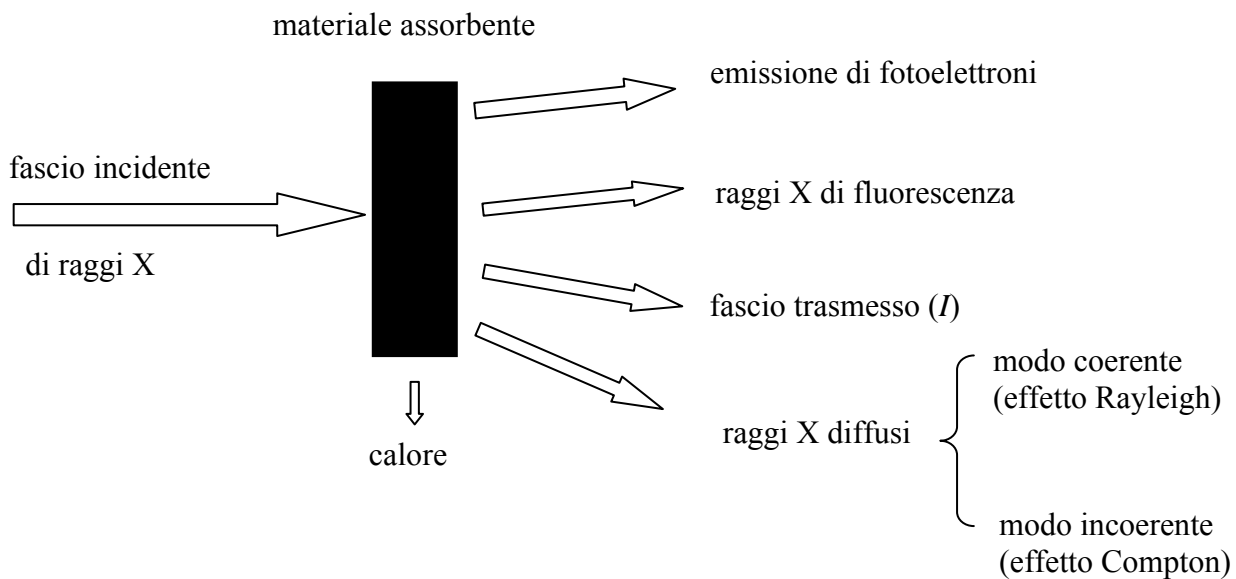 materiale assorbente
emissione di fotoelettroni
fascio incidente
di raggi X
raggi X di fluorescenza
fascio trasmesso (I)
raggi X diffusi
modo coerente
(effetto Rayleigh)
modo incoerente
(effetto Compton)
calore